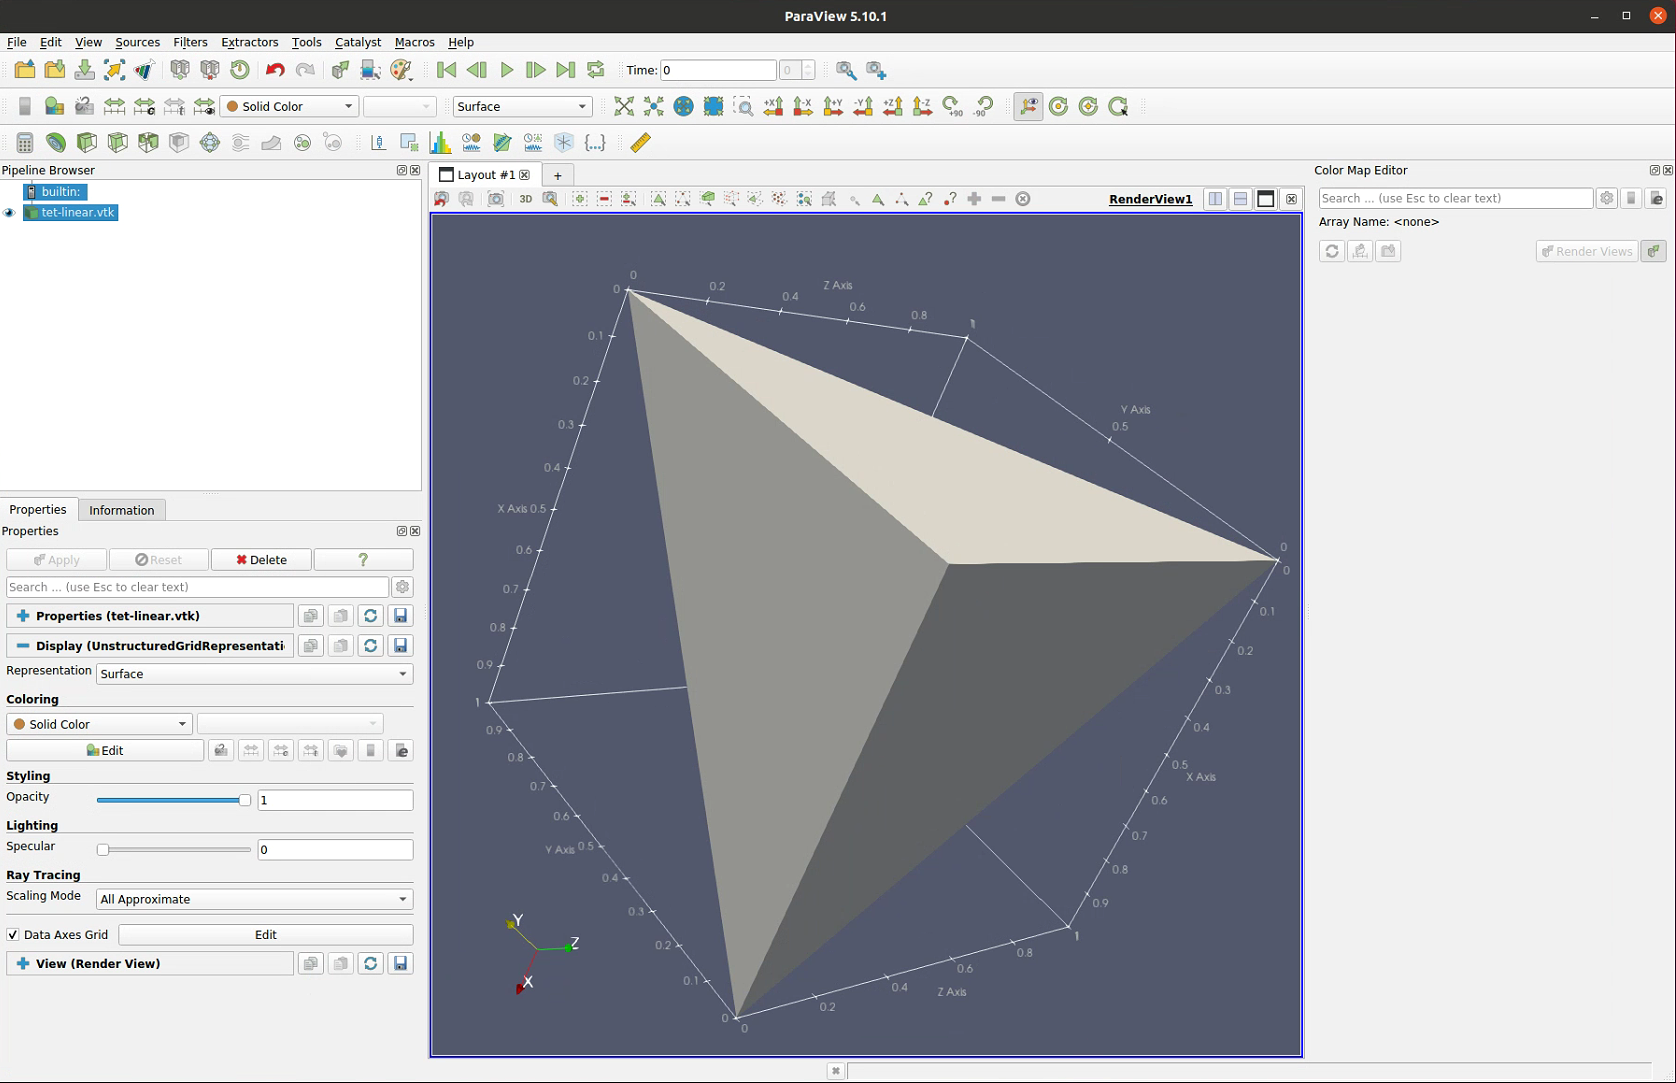 ParaView 5.10.1
File Edit View Sources Filters Extractors Tools Catalyst Macros Help
Time: 0 0
Solid Color Surface +X -X +Y -Y +Z -Z +90 -90
Pipeline Browser
builtin:
tet-linear.vtk
Layout #1 +
3D RenderView1
Color Map Editor
Search ... (use Esc to clear text)
Array Name: <none>
Render Views
Properties Information
Properties
Apply Reset Delete ?
Search ... (use Esc to clear text)
Properties (tet-linear.vtk)
Display (UnstructuredGridRepresentati
Representation Surface
Coloring
Solid Color
Edit
Styling
Opacity 1
Lighting
Specular 0
Ray Tracing
Scaling Mode All Approximate
Data Axes Grid Edit
View (Render View)
0
0 0.2 0.4 Z Axis 0.6 0.8 1
0.1
0.2
0.3
0.4
X Axis 0.5
0.6
0.7
0.8
0.9
1
Y Axis
0.5
0
0
0.1
0.2
0.3
0.4
0.5
X Axis
0.6
0.7
0.8
0.9
1
0.9
0.8
0.7
0.6
Y Axis 0.5
0.4
0.3
0.2
0.1
0
0
0.2
0.4
Z Axis
0.6
0.8
Y
Z
X